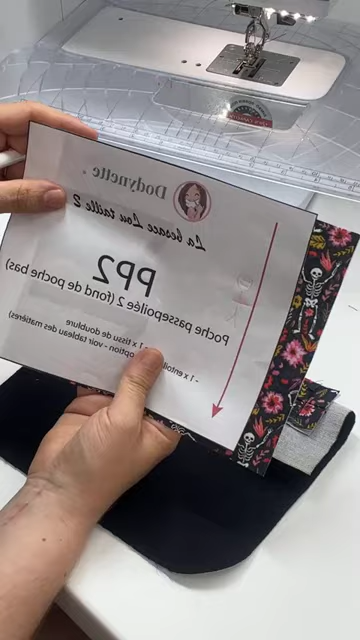 Dodynette
La besace Lou taille 2
PP2
Poche passepoilée 2 (fond de poche bas)
- 1 x tissu de doublure
option - voir tableau des matières)